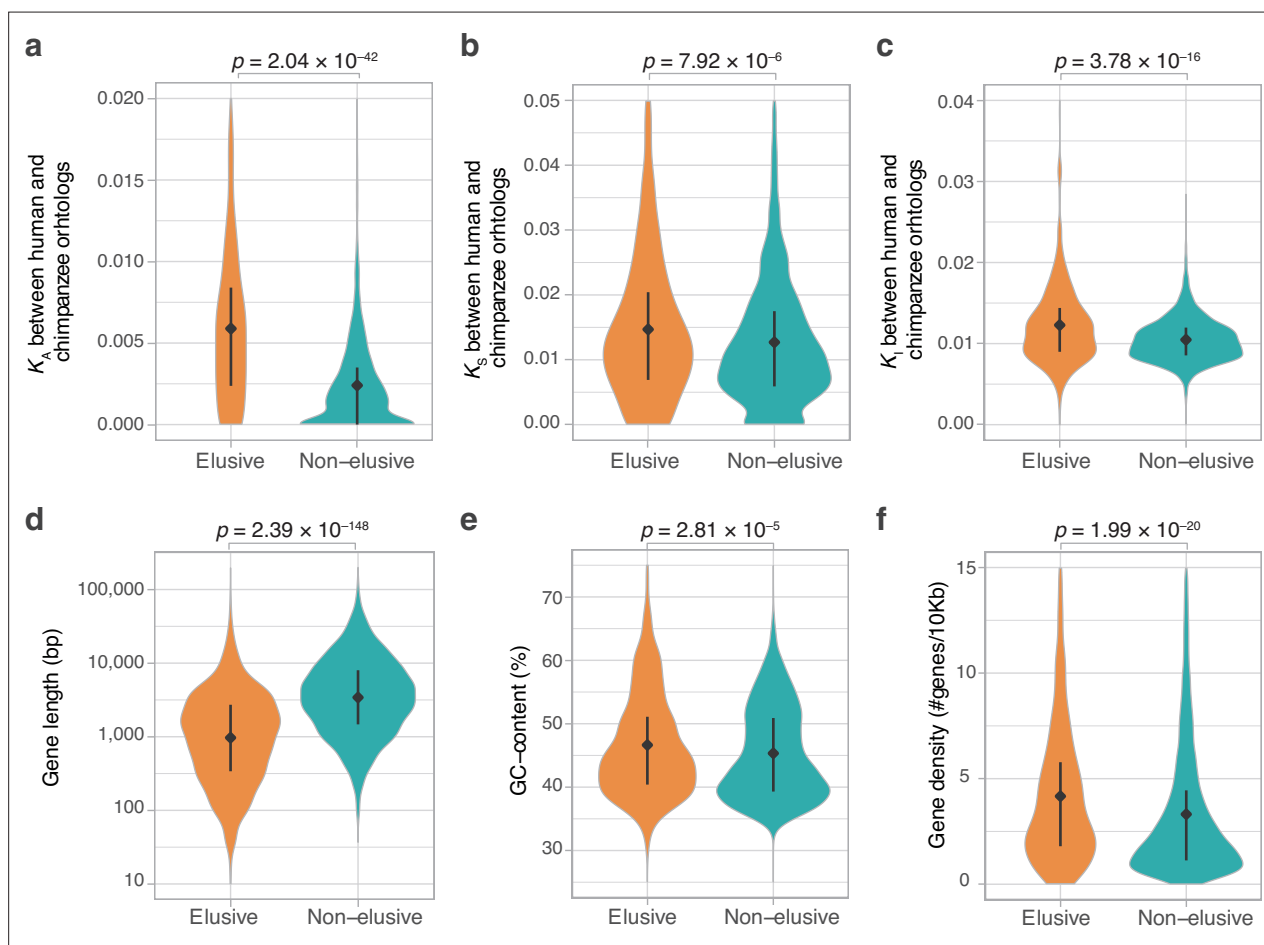 a
p = 2.04 × 10⁻⁴²
K_A between human and
chimpanzee orhtologs
0.020
0.015
0.010
0.005
0.000
Elusive Non–elusive
b
p = 7.92 × 10⁻⁶
K_S between human and
chimpanzee orhtologs
0.05
0.04
0.03
0.02
0.01
0.00
Elusive Non–elusive
c
p = 3.78 × 10⁻¹⁶
K_I between human and
chimpanzee orhtologs
0.04
0.03
0.02
0.01
0.00
Elusive Non–elusive
d
p = 2.39 × 10⁻¹⁴⁸
Gene length (bp)
100,000
10,000
1,000
100
10
Elusive Non–elusive
e
p = 2.81 × 10⁻⁵
GC–content (%)
70
60
50
40
30
Elusive Non–elusive
f
p = 1.99 × 10⁻²⁰
Gene density (#genes/10Kb)
15
10
5
0
Elusive Non–elusive